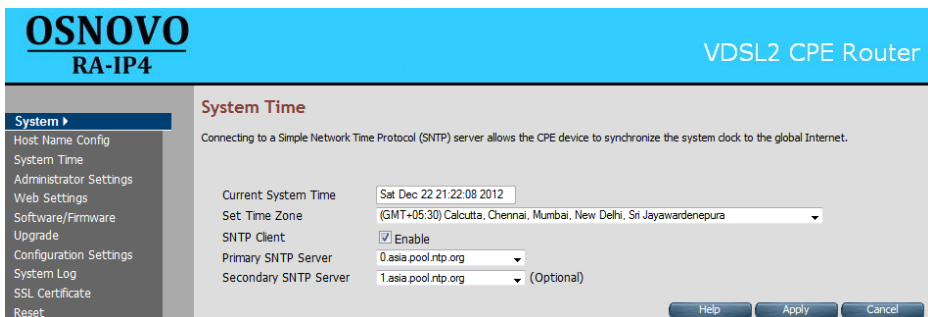 OSNOVO
RA-IP4
VDSL2 CPE Router
System
Host Name Config
System Time
Administrator Settings
Web Settings
Software/Firmware
Upgrade
Configuration Settings
System Log
SSL Certificate
Reset
System Time
Connecting to a Simple Network Time Protocol (SNTP) server allows the CPE device to synchronize the system clock to the global Internet.
Current System Time Sat Dec 22 21:22:08 2012
Set Time Zone (GMT+05:30) Calcutta, Chennai, Mumbai, New Delhi, Sri Jayawardenepura
SNTP Client Enable
Primary SNTP Server 0.asia.pool.ntp.org
Secondary SNTP Server 1.asia.pool.ntp.org (Optional)
Help Apply Cancel